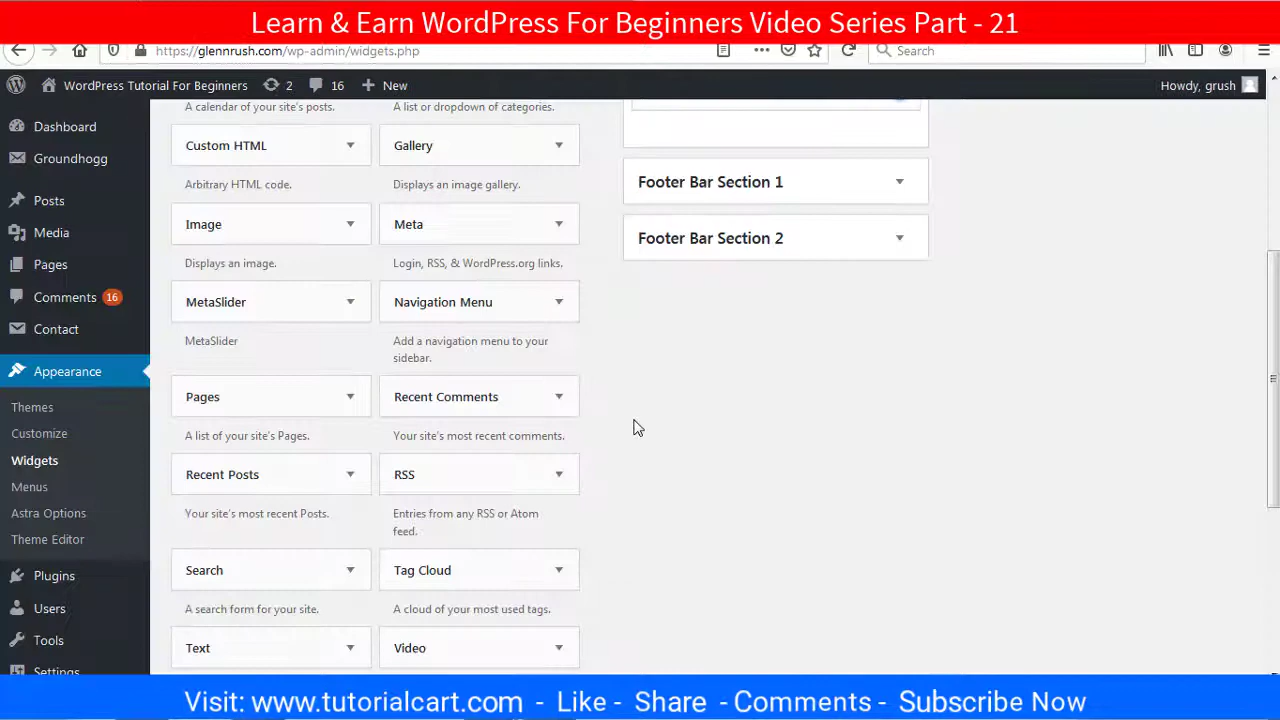 Learn & Earn WordPress For Beginners Video Series Part - 21
https://glennrush.com/wp-admin/widgets.php
Search
WordPress Tutorial For Beginners
2
16
New
Howdy, grush
Dashboard
Groundhogg
Posts
Media
Pages
Comments 16
Contact
Appearance
Themes
Customize
Widgets
Menus
Astra Options
Theme Editor
Plugins
Users
Tools
Settings
A calendar of your site's posts.
A list or dropdown of categories.
Custom HTML
Gallery
Arbitrary HTML code.
Displays an image gallery.
Image
Meta
Displays an image.
Login, RSS, & WordPress.org links.
MetaSlider
Navigation Menu
MetaSlider
Add a navigation menu to your
sidebar.
Pages
Recent Comments
A list of your site's Pages.
Your site's most recent comments.
Recent Posts
RSS
Your site's most recent Posts.
Entries from any RSS or Atom
feed.
Search
Tag Cloud
A search form for your site.
A cloud of your most used tags.
Text
Video
Footer Bar Section 1
Footer Bar Section 2
Visit: www.tutorialcart.com - Like - Share - Comments - Subscribe Now